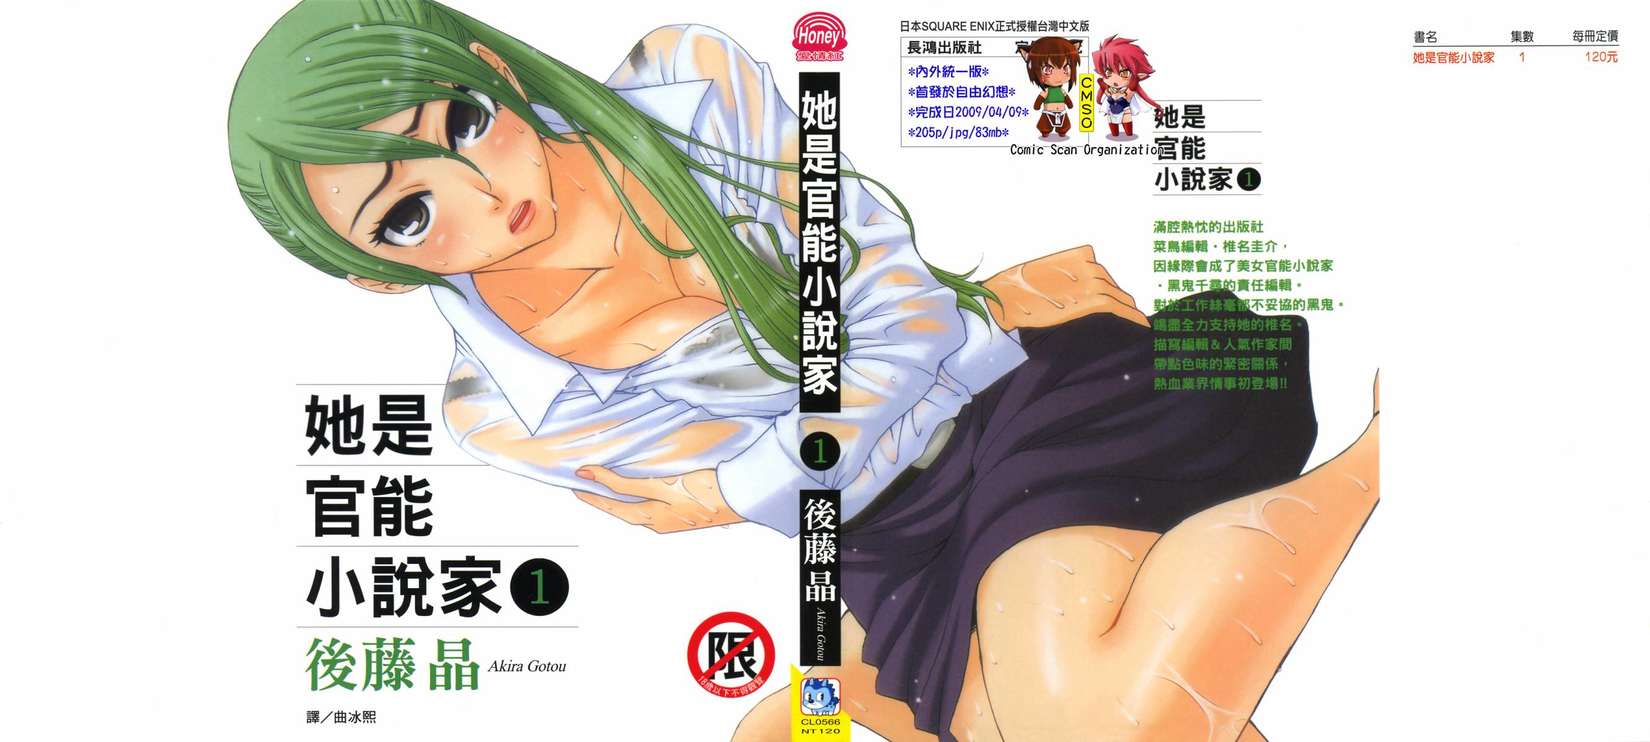 她是
官能
小說家1
後藤晶 Akira Gotou
譯／曲冰熙
限
18歲以下不得觀賞
Honey
她是官能小說家
1
後藤晶
Akira Gotou
CL0566
NT120
日本SQUARE ENIX正式授權台灣中文版
長鴻出版社
*內外統一版*
*首發於自由幻想*
*完成日2009/04/09*
*205p/jpg/83mb*
CMSO
Comic Scan Organization
她是
官能
小說家1
滿腔熱忱的出版社
菜鳥編輯・椎名圭介，
因緣際會成了美女官能小說家
・黑鬼千尋的責任編輯。
對於工作絲毫都不妥協的黑鬼。
竭盡全力支持她的椎名。
描寫編輯＆人氣作家間
帶點色味的緊密關係，
熱血業界情事初登場!!
書名 集數 每冊定價
她是官能小說家 1 120元